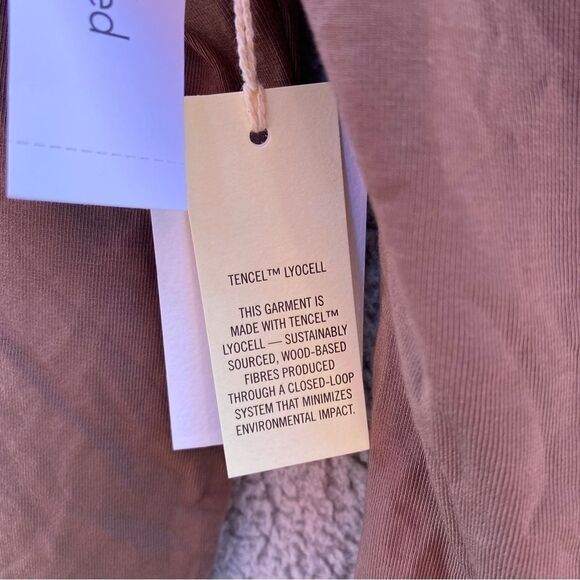 ed
TENCEL™ LYOCELL
THIS GARMENT IS
MADE WITH TENCEL™
LYOCELL — SUSTAINABLY
SOURCED, WOOD-BASED
FIBRES PRODUCED
THROUGH A CLOSED-LOOP
SYSTEM THAT MINIMIZES
ENVIRONMENTAL IMPACT.